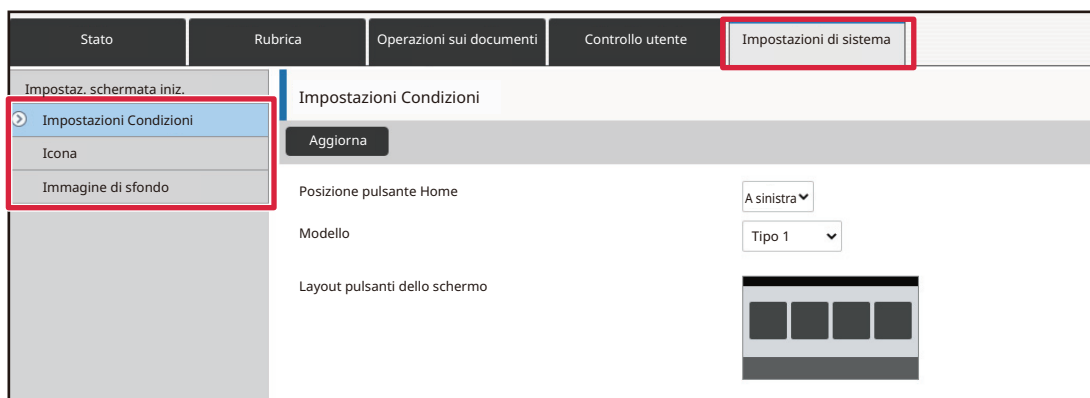 Stato
Rubrica
Operazioni sui documenti
Controllo utente
Impostazioni di sistema
Impostaz. schermata iniz.
Impostazioni Condizioni
Icona
Immagine di sfondo
Impostazioni Condizioni
Aggiorna
Posizione pulsante Home
A sinistra
Modello
Tipo 1
Layout pulsanti dello schermo